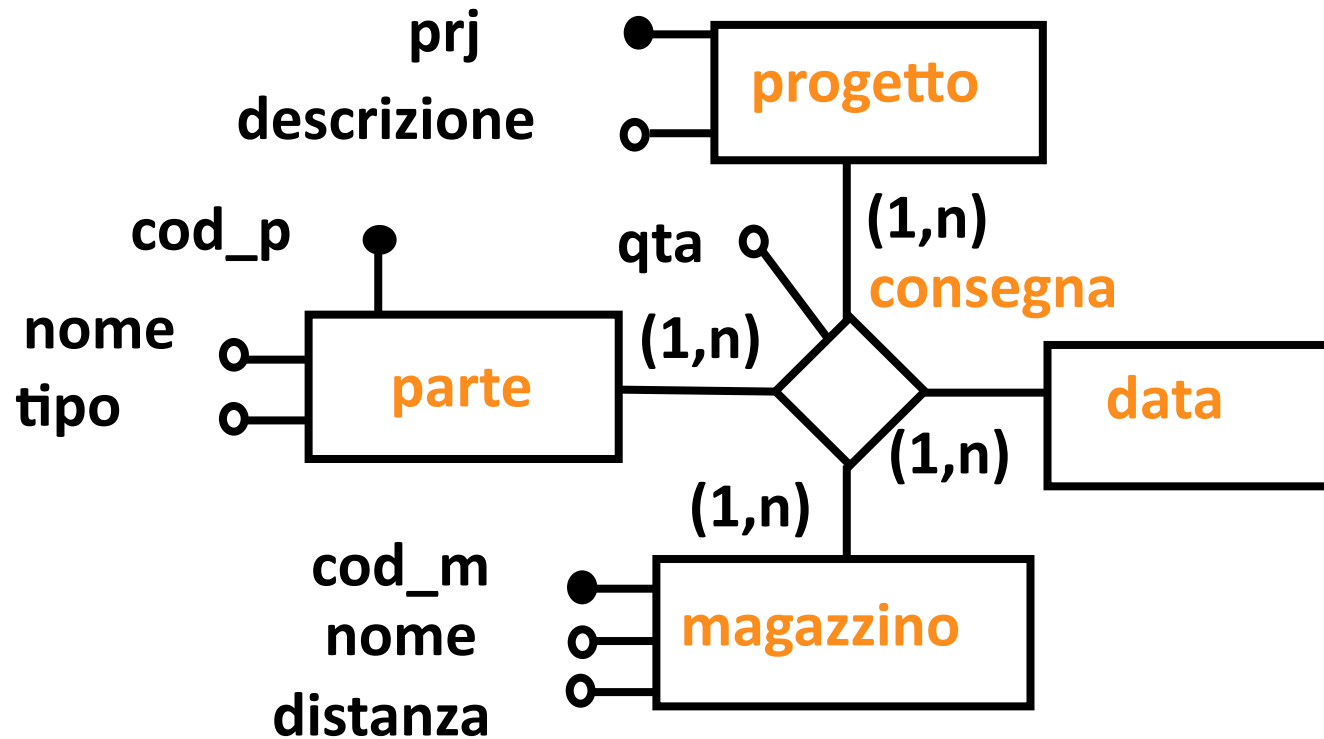 prj
progetto
descrizione
(1,n)
cod_p
qta
consegna
nome
(1,n)
parte
data
tipo
(1,n)
(1,n)
cod_m
magazzino
nome
distanza